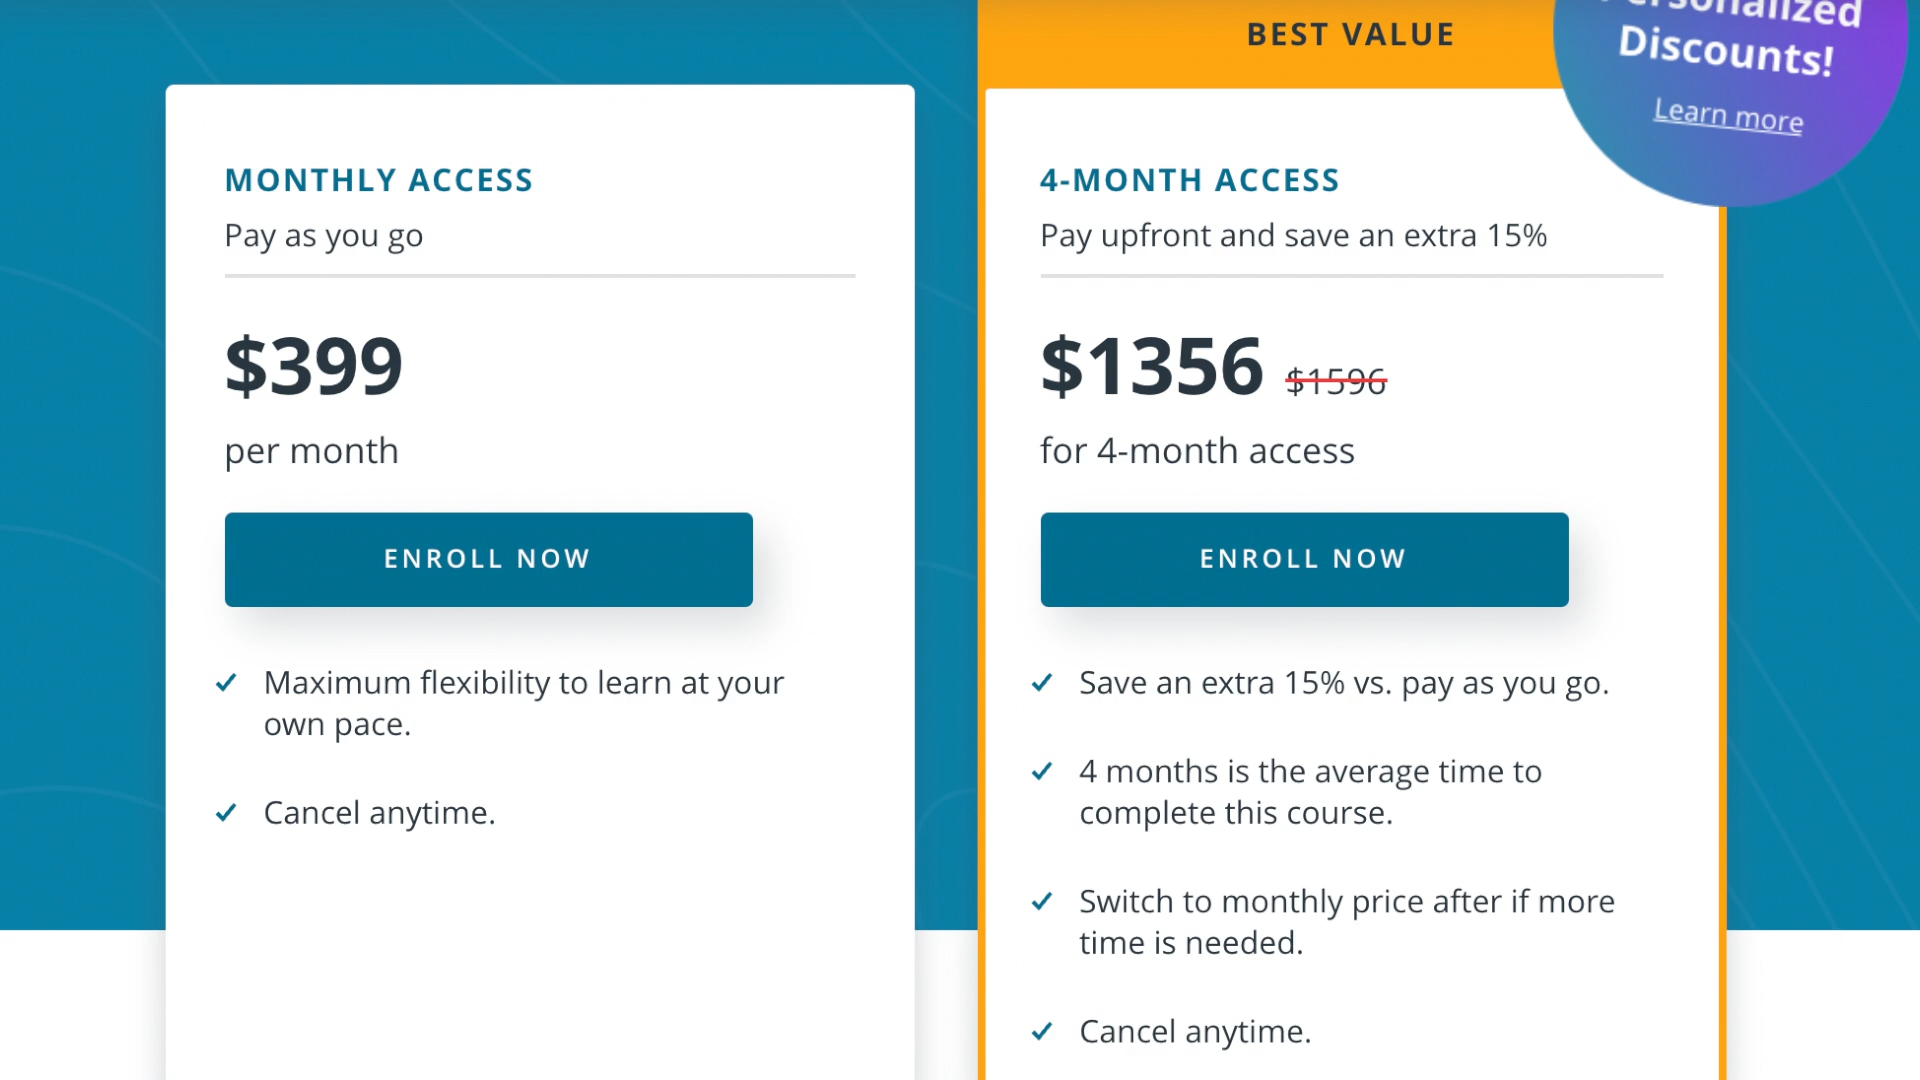 BEST VALUE
Personalized
Discounts!
Learn more
MONTHLY ACCESS
Pay as you go
$399
per month
ENROLL NOW
Maximum flexibility to learn at your
own pace.
Cancel anytime.
4-MONTH ACCESS
Pay upfront and save an extra 15%
$1356 $1596
for 4-month access
ENROLL NOW
Save an extra 15% vs. pay as you go.
4 months is the average time to
complete this course.
Switch to monthly price after if more
time is needed.
Cancel anytime.